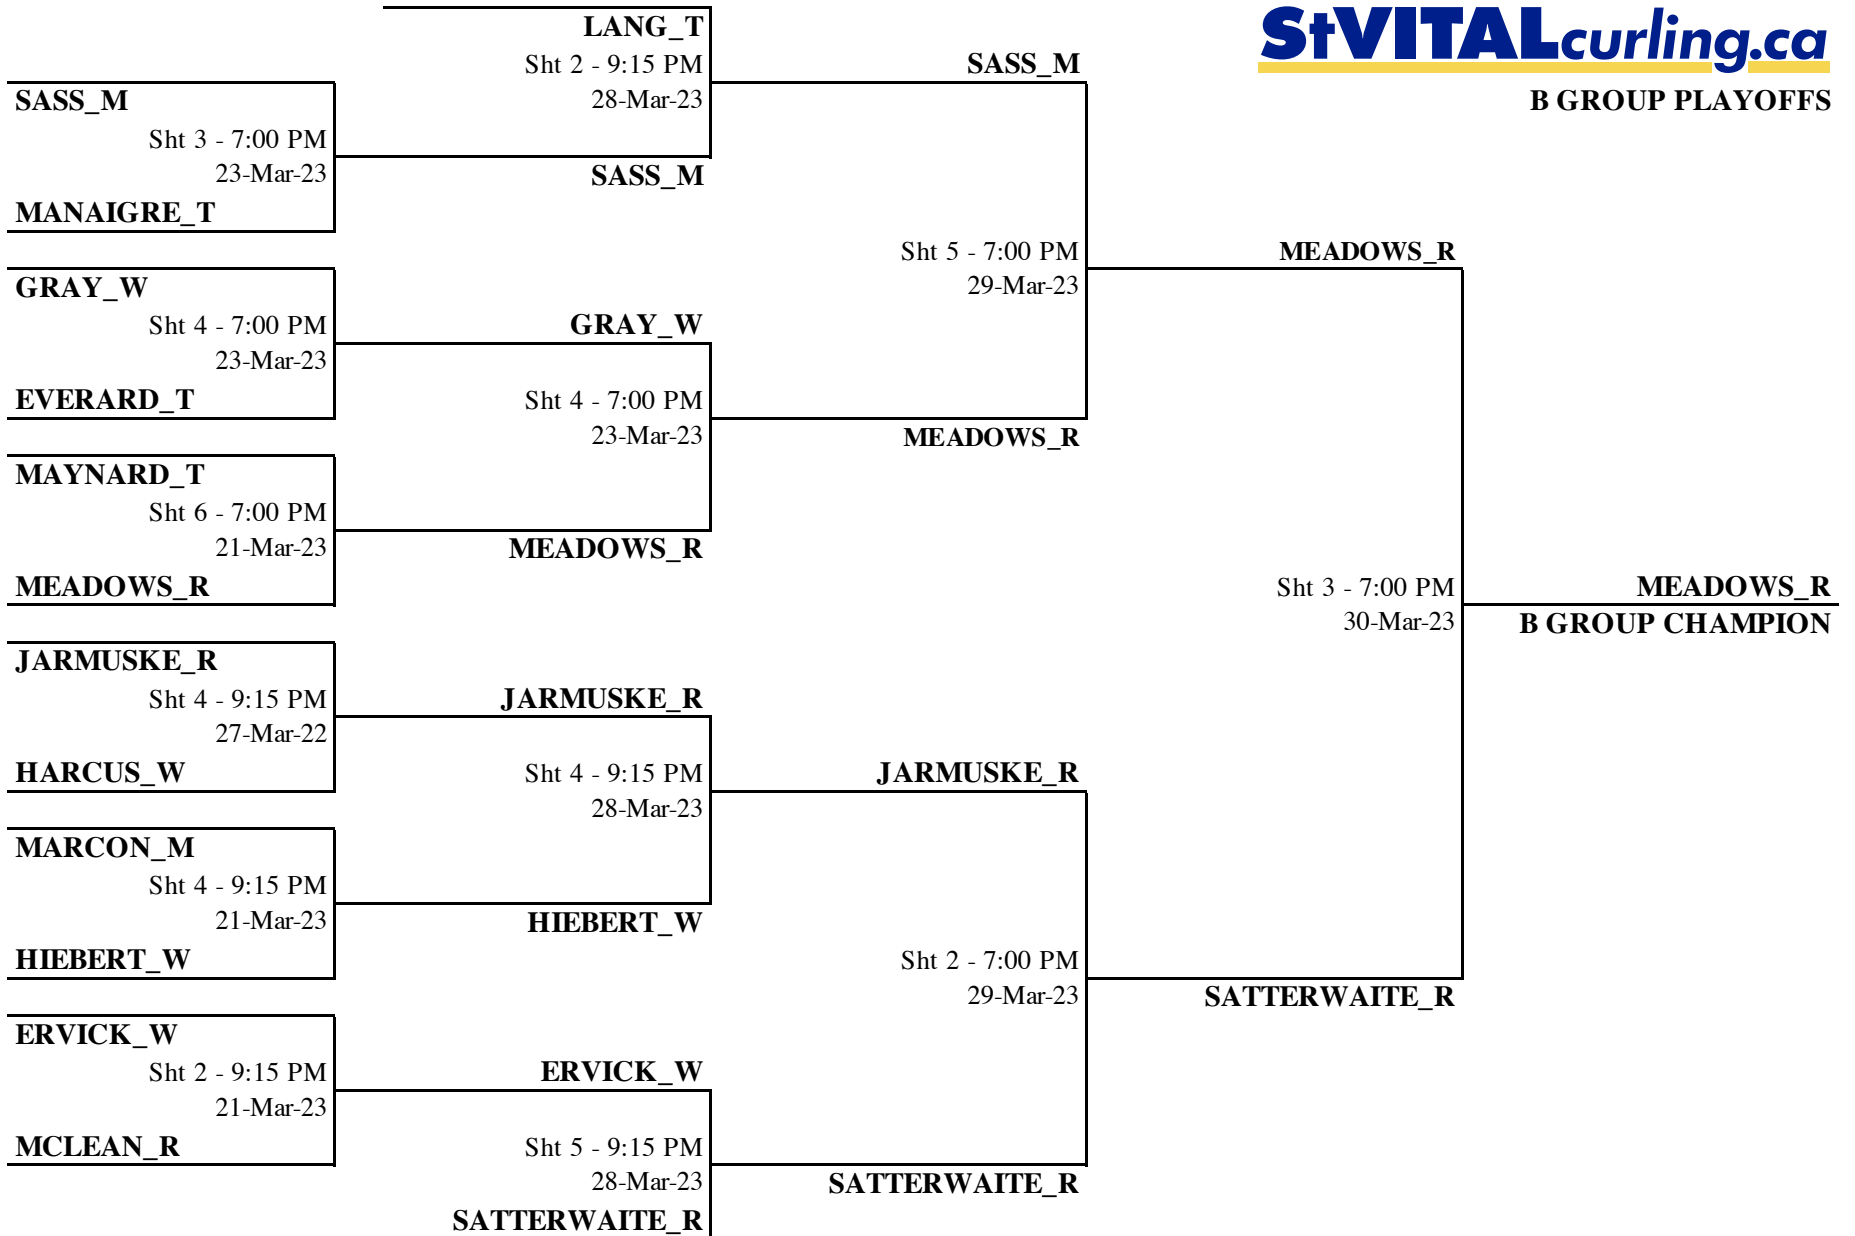 LANG_T
StVITALcurling.ca
Sht 2 - 9:15 PM
SASS_M
SASS_M
28-Mar-23
B GROUP PLAYOFFS
Sht 3 - 7:00 PM
23-Mar-23
SASS_M
MANAIGRE_T
Sht 5 - 7:00 PM
MEADOWS_R
GRAY_W
29-Mar-23
Sht 4 - 7:00 PM
GRAY_W
23-Mar-23
EVERARD_T
Sht 4 - 7:00 PM
23-Mar-23
MEADOWS_R
MAYNARD_T
Sht 6 - 7:00 PM
21-Mar-23
MEADOWS_R
MEADOWS_R
Sht 3 - 7:00 PM
MEADOWS_R
30-Mar-23
B GROUP CHAMPION
JARMUSKE_R
Sht 4 - 9:15 PM
JARMUSKE_R
27-Mar-22
HARCUS_W
Sht 4 - 9:15 PM
JARMUSKE_R
28-Mar-23
MARCON_M
Sht 4 - 9:15 PM
21-Mar-23
HIEBERT_W
HIEBERT_W
Sht 2 - 7:00 PM
29-Mar-23
SATTERWAITE_R
ERVICK_W
Sht 2 - 9:15 PM
ERVICK_W
21-Mar-23
MCLEAN_R
Sht 5 - 9:15 PM
28-Mar-23
SATTERWAITE_R
SATTERWAITE_R